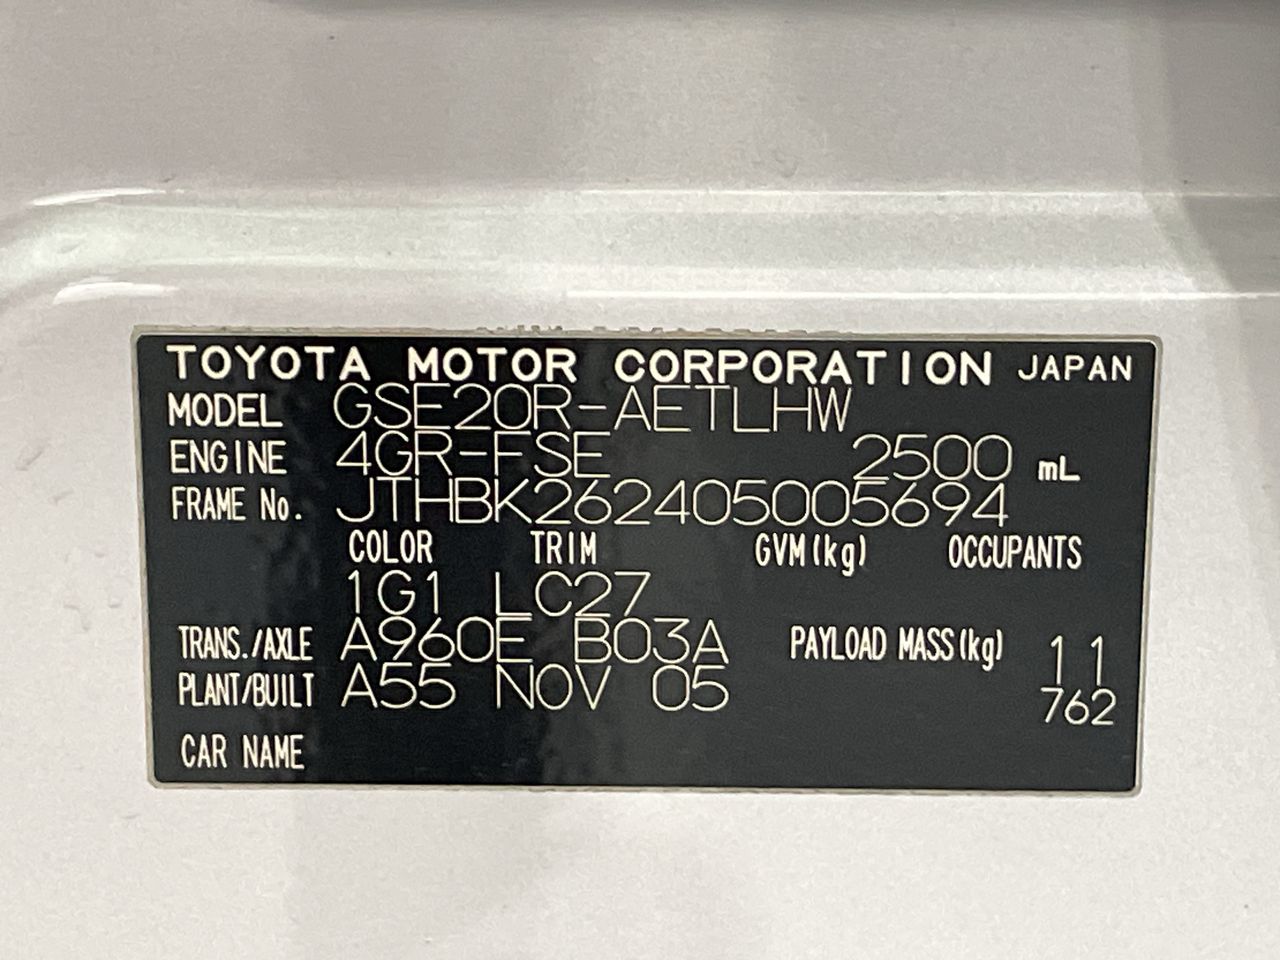 TOYOTA MOTOR CORPORATION JAPAN
MODEL GSE20R-AETLHW
ENGINE 4GR-FSE 2500 mL
FRAME No. JTHBK262405005694
COLOR TRIM GVM(kg) OCCUPANTS
1G1 LC27
TRANS./AXLE A960E B03A PAYLOAD MASS(kg) 11
PLANT/BUILT A55 NOV 05 762
CAR NAME